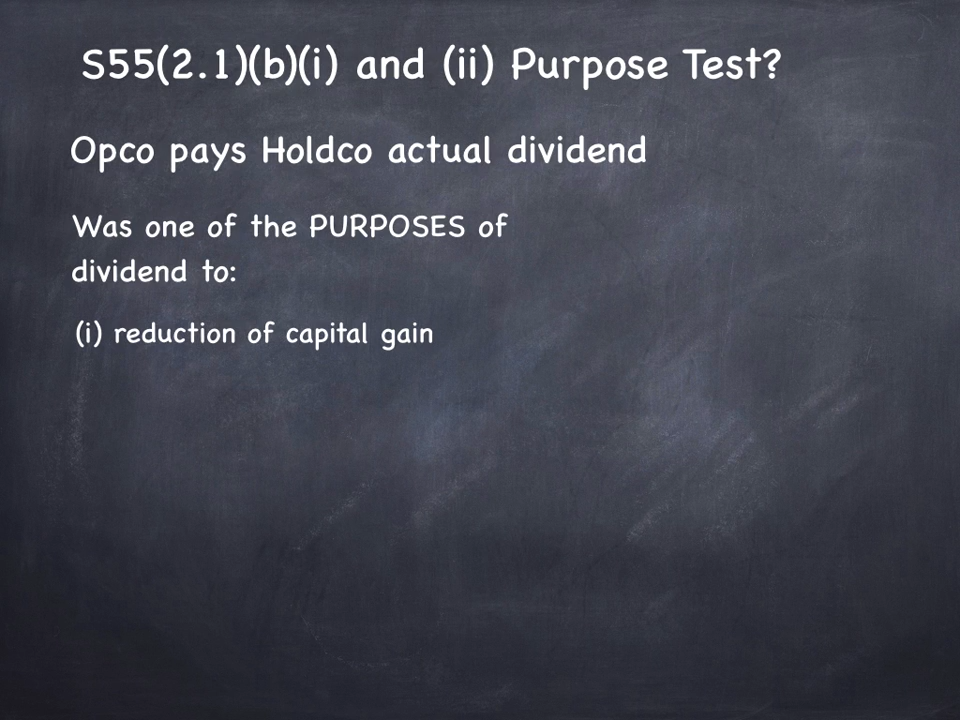 S55(2.1)(b)(i) and (ii) Purpose Test?
Opco pays Holdco actual dividend
Was one of the PURPOSES of
dividend to:
(i) reduction of capital gain